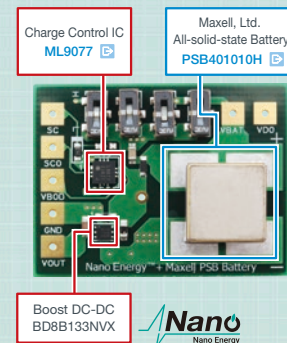 Charge Control IC
ML9077
Maxell, Ltd.
All-solid-state Battery
PSB401010H
SC
SCO
VBOO
GND
VOUT
VBAT
VDD
Nano Energy™ + Maxell PSB Battery
Boost DC-DC
BD8B133NVX
Nano
Nano Energy